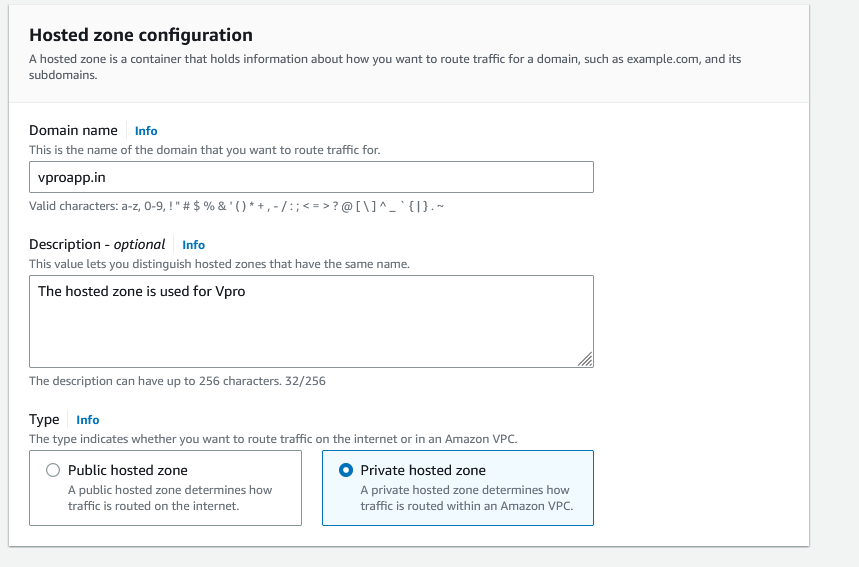 Hosted zone configuration
A hosted zone is a container that holds information about how you want to route traffic for a domain, such as example.com, and its
subdomains.
Domain name Info
This is the name of the domain that you want to route traffic for.
vproapp.in
Valid characters: a-z, 0-9, ! " # $ % & ' ( ) * + , - / : ; < = > ? @ [ \ ] ^ _ ` { | } . ~
Description - optional Info
This value lets you distinguish hosted zones that have the same name.
The hosted zone is used for Vpro
The description can have up to 256 characters. 32/256
Type Info
The type indicates whether you want to route traffic on the internet or in an Amazon VPC.
Public hosted zone
A public hosted zone determines how
traffic is routed on the internet.
Private hosted zone
A private hosted zone determines how
traffic is routed within an Amazon VPC.